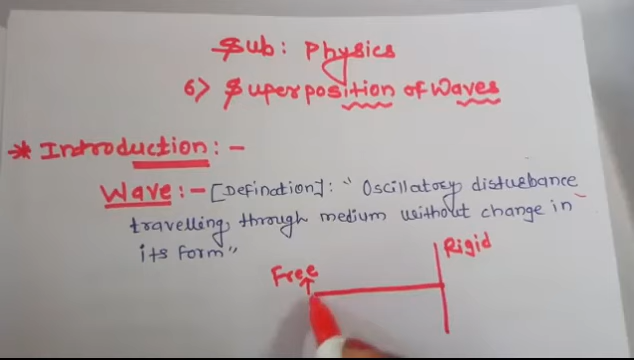 Sub: Physics
6> Superposition of Waves
* Introduction: -
Wave: - [Defination]: " Oscillatory disturbance
travelling through medium without change in
its form"
Rigid
Free